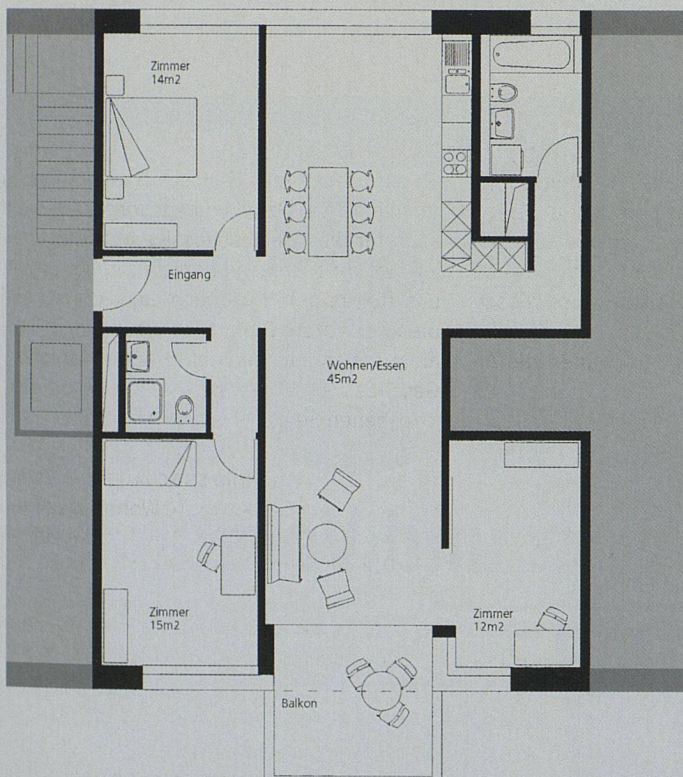 Zimmer
14m2
Eingang
Wohnen/Essen
45m2
Zimmer
15m2
Zimmer
12m2
Balkon